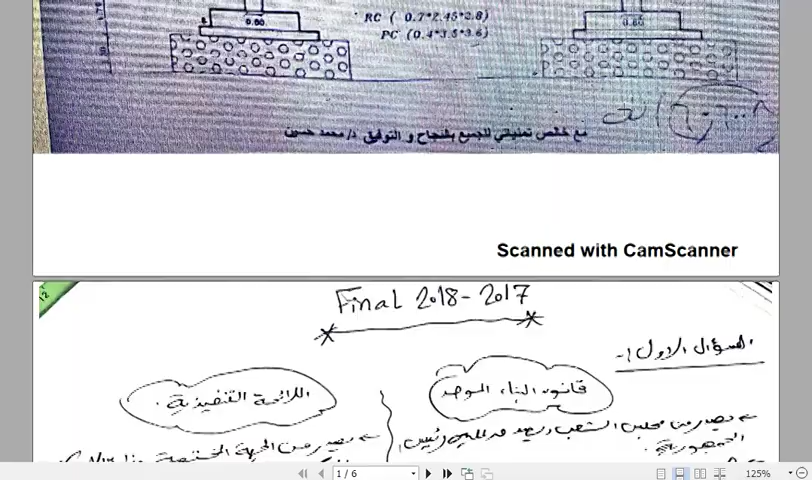 0.60
RC ( 0.7*2.45*2.8)
0.65
PC (0.4*3.5*3.6)
مع خالص تمنياتي للجميع بالنجاح و التوفيق د/ محمد حسين
Scanned with CamScanner
Final 2018-2017
السؤال الاول :-
قانون البناء الموحد
اللائحة التنفيذية.
يصدر من مجلس الشعب رئيس
الجمهورية.
يصدر من الجهة المختصة
1 / 6
125%